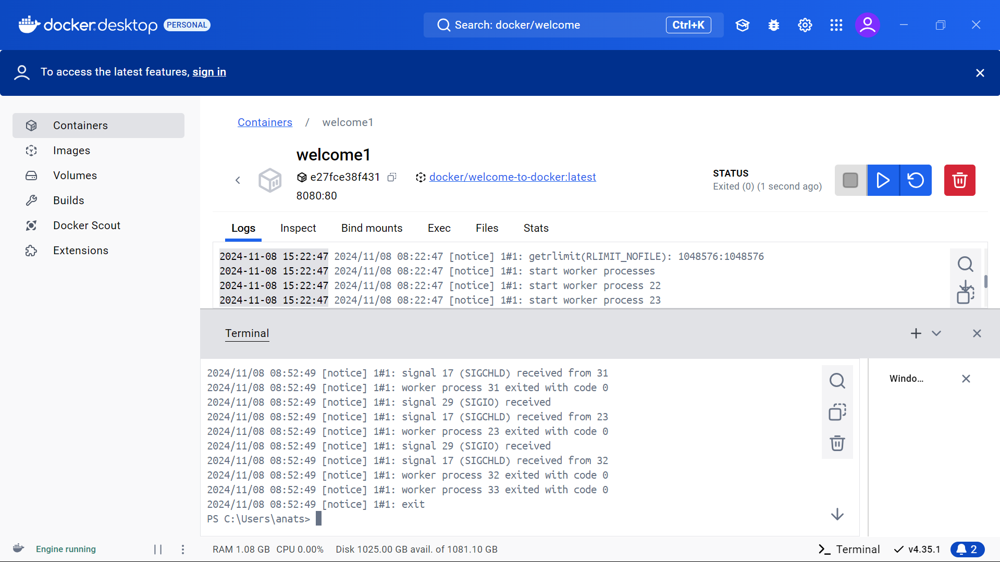 docker desktop PERSONAL
Search: docker/welcome Ctrl+K
To access the latest features, sign in
Containers
Images
Volumes
Builds
Docker Scout
Extensions
Containers / welcome1
welcome1
e27fce38f431 docker/welcome-to-docker:latest
8080:80
STATUS
Exited (0) (1 second ago)
Logs Inspect Bind mounts Exec Files Stats
2024-11-08 15:22:47 2024/11/08 08:22:47 [notice] 1#1: getrlimit(RLIMIT_NOFILE): 1048576:1048576
2024-11-08 15:22:47 2024/11/08 08:22:47 [notice] 1#1: start worker processes
2024-11-08 15:22:47 2024/11/08 08:22:47 [notice] 1#1: start worker process 22
2024-11-08 15:22:47 2024/11/08 08:22:47 [notice] 1#1: start worker process 23
Terminal
2024/11/08 08:52:49 [notice] 1#1: signal 17 (SIGCHLD) received from 31
2024/11/08 08:52:49 [notice] 1#1: worker process 31 exited with code 0
2024/11/08 08:52:49 [notice] 1#1: signal 29 (SIGIO) received
2024/11/08 08:52:49 [notice] 1#1: signal 17 (SIGCHLD) received from 23
2024/11/08 08:52:49 [notice] 1#1: worker process 23 exited with code 0
2024/11/08 08:52:49 [notice] 1#1: signal 29 (SIGIO) received
2024/11/08 08:52:49 [notice] 1#1: signal 17 (SIGCHLD) received from 32
2024/11/08 08:52:49 [notice] 1#1: worker process 32 exited with code 0
2024/11/08 08:52:49 [notice] 1#1: worker process 33 exited with code 0
2024/11/08 08:52:49 [notice] 1#1: exit
PS C:\Users\anats>
Windo...
Engine running
RAM 1.08 GB CPU 0.00% Disk 1025.00 GB avail. of 1081.10 GB
Terminal v4.35.1 2